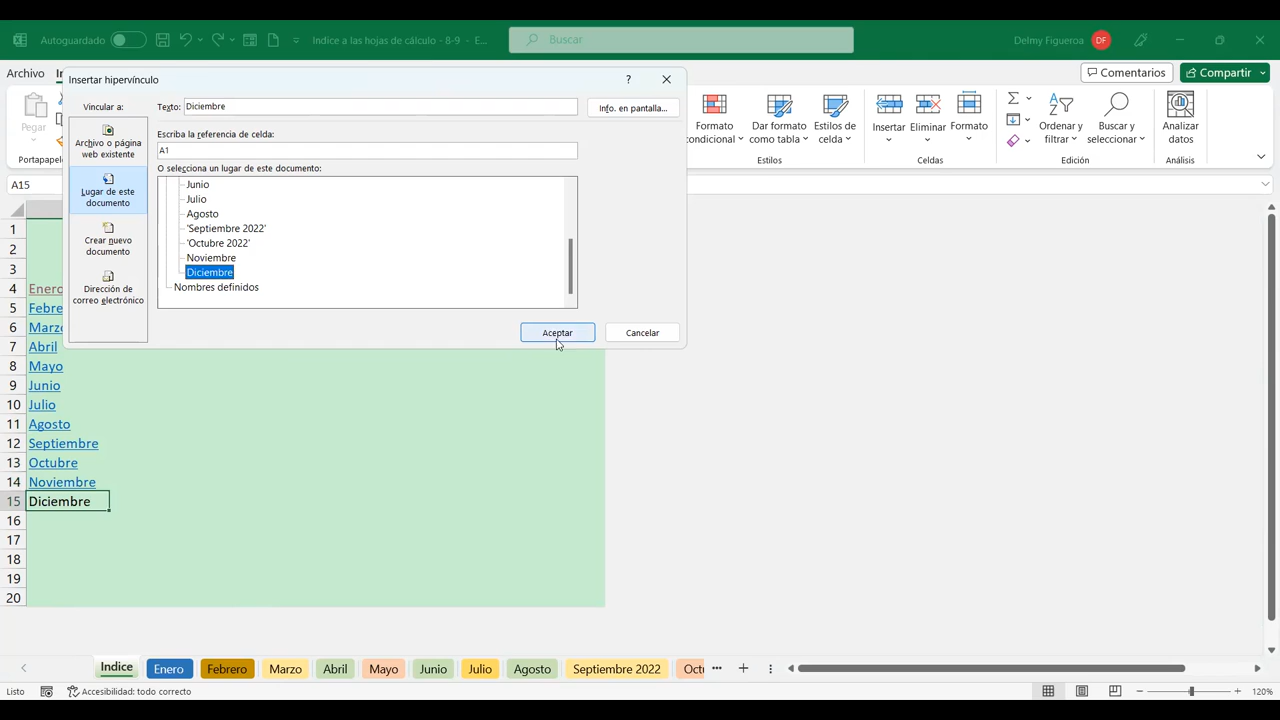 Autoguardado
Indice a las hojas de cálculo - 8-9 - E...
Buscar
Delmy Figueroa
DF
Archivo
In
Comentarios
Compartir
Insertar hipervínculo
?
Vincular a:
Texto:
Diciembre
Info. en pantalla...
Archivo o página
web existente
Escriba la referencia de celda:
A1
O selecciona un lugar de este documento:
Lugar de este
documento
Junio
Julio
Agosto
'Septiembre 2022'
'Octubre 2022'
Noviembre
Diciembre
Nombres definidos
Crear nuevo
documento
Dirección de
correo electrónico
Aceptar
Cancelar
Pegar
Portapapele
Formato
condicional
Dar formato
como tabla
Estilos de
celda
Estilos
Insertar
Eliminar
Formato
Celdas
Ordenar y
filtrar
Buscar y
seleccionar
Edición
Analizar
datos
Análisis
A15
1
2
3
4 Enero
5 Febre
6 Marzo
7 Abril
8 Mayo
9 Junio
10 Julio
11 Agosto
12 Septiembre
13 Octubre
14 Noviembre
15 Diciembre
16
17
18
19
20
Indice Enero Febrero Marzo Abril Mayo Junio Julio Agosto Septiembre 2022 Octu ...
Listo
Accesibilidad: todo correcto
120%